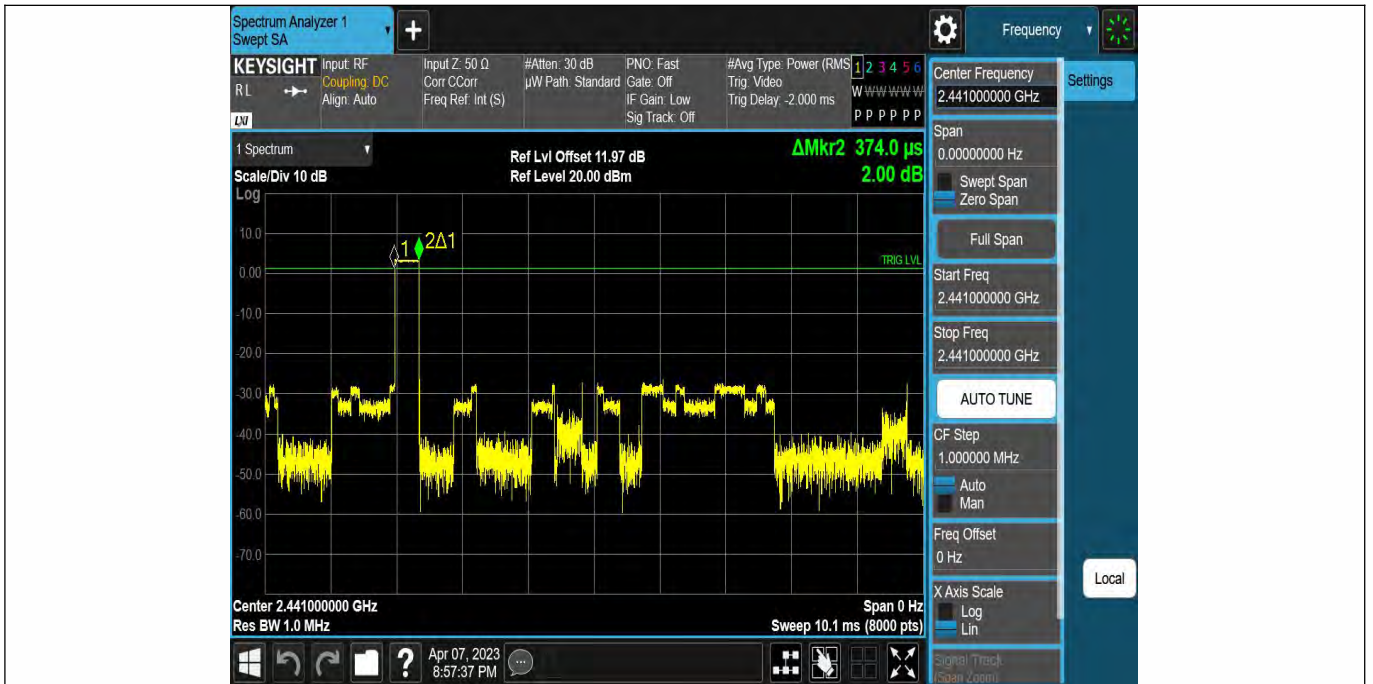 Spectrum Analyzer 1
Swept SA
+
Frequency
KEYSIGHT
RL
LXI
Input: RF
Coupling: DC
Align: Auto
Input Z: 50 Ω
Corr CCorr
Freq Ref: Int (S)
#Atten: 30 dB
µW Path: Standard
PNO: Fast
Gate: Off
IF Gain: Low
Sig Track: Off
#Avg Type: Power (RMS
Trig: Video
Trig Delay: -2.000 ms
1 2 3 4 5 6
W W W W W W
P P P P P P
1 Spectrum
Scale/Div 10 dB
Ref Lvl Offset 11.97 dB
Ref Level 20.00 dBm
ΔMkr2 374.0 µs
2.00 dB
Log
10.0
0.00
-10.0
-20.0
-30.0
-40.0
-50.0
-60.0
-70.0
1
2Δ1
TRIG LVL
Center 2.441000000 GHz
Res BW 1.0 MHz
Span 0 Hz
Sweep 10.1 ms (8000 pts)
Center Frequency
2.441000000 GHz
Settings
Span
0.00000000 Hz
Swept Span
Zero Span
Full Span
Start Freq
2.441000000 GHz
Stop Freq
2.441000000 GHz
AUTO TUNE
CF Step
1.000000 MHz
Auto
Man
Freq Offset
0 Hz
X Axis Scale
Log
Lin
Signal Track
(Span Zoom)
Local
?
Apr 07, 2023
8:57:37 PM